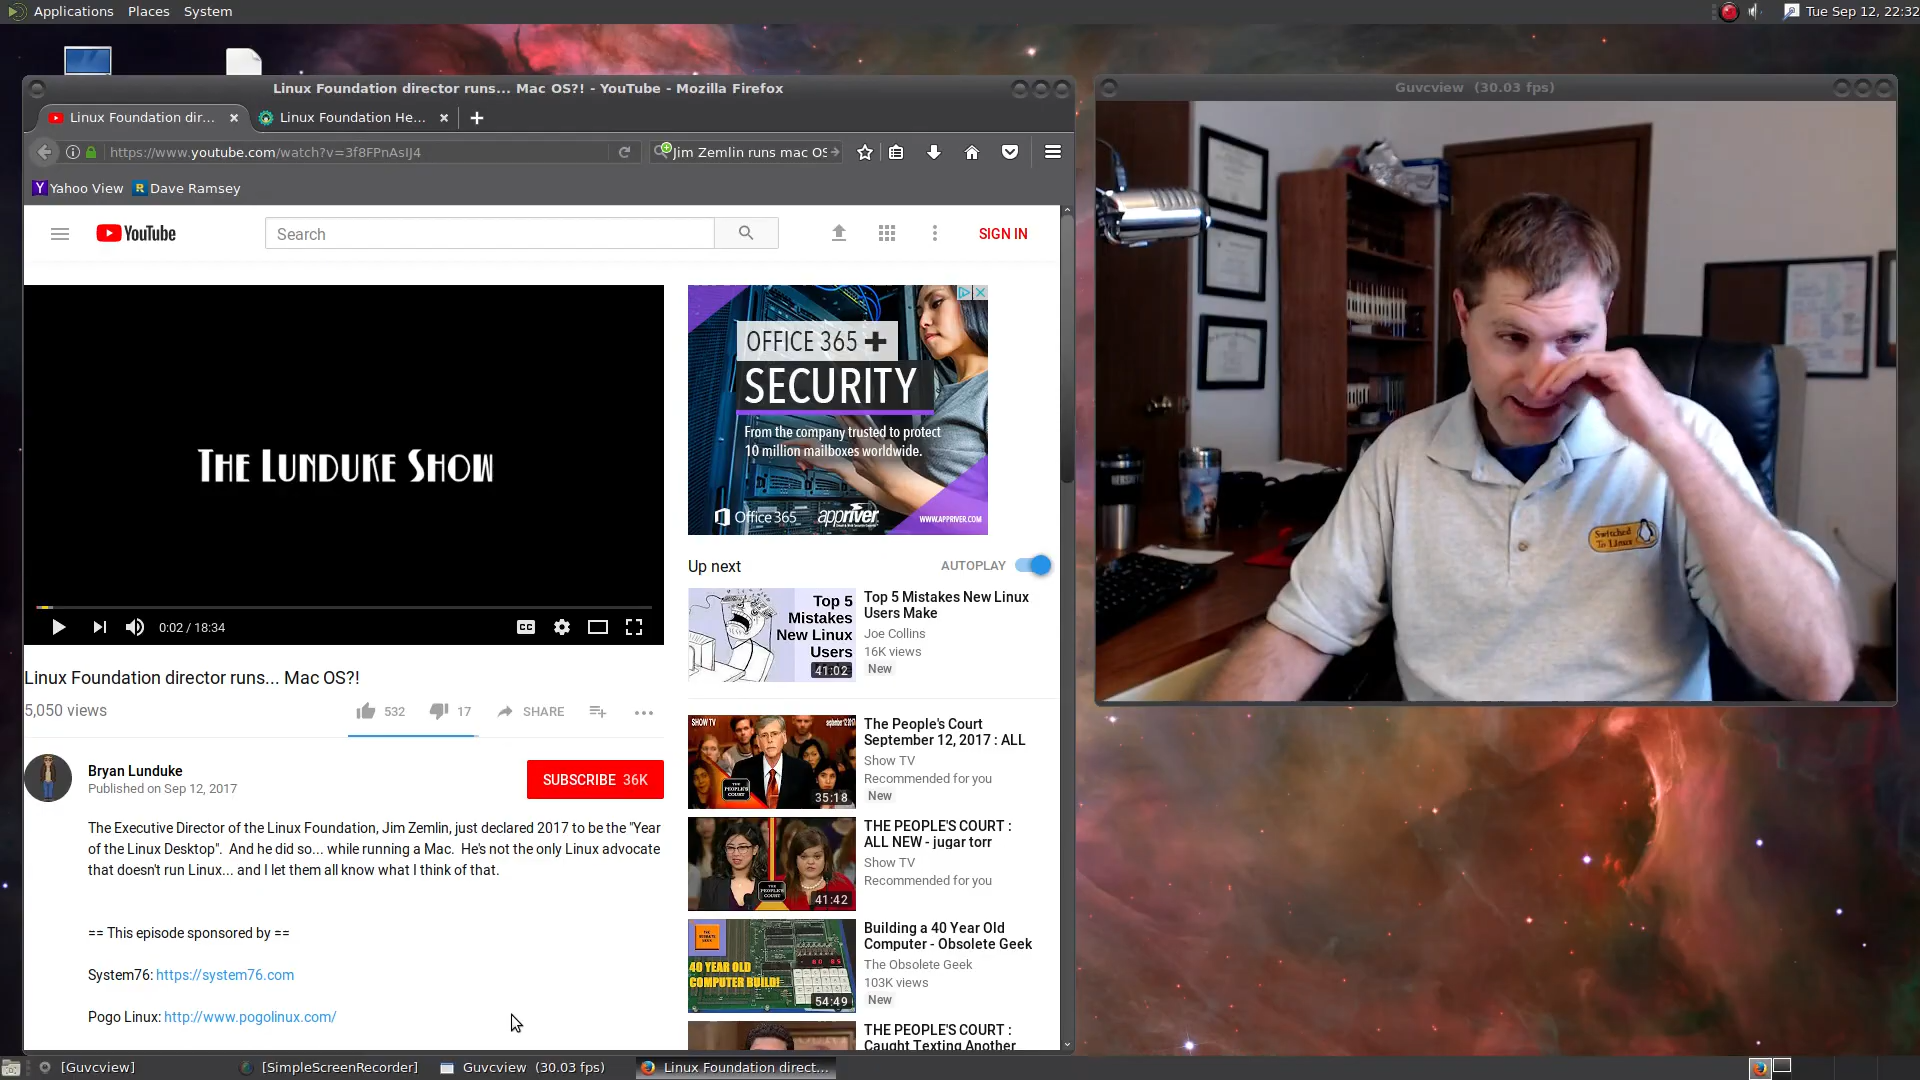 Applications Places System
Tue Sep 12, 22:32
Linux Foundation director runs... Mac OS?! - YouTube - Mozilla Firefox
Linux Foundation dir...
Linux Foundation He...
https://www.youtube.com/watch?v=3f8FPnAsIJ4
Jim Zemlin runs mac OS
Yahoo View
Dave Ramsey
YouTube
Search
SIGN IN
THE LUNDUKE SHOW
0:02 / 18:34
CC
Linux Foundation director runs... Mac OS?!
5,050 views
532
17
SHARE
Bryan Lunduke
Published on Sep 12, 2017
SUBSCRIBE 36K
The Executive Director of the Linux Foundation, Jim Zemlin, just declared 2017 to be the "Year
of the Linux Desktop". And he did so... while running a Mac. He's not the only Linux advocate
that doesn't run Linux... and I let them all know what I think of that.
== This episode sponsored by ==
System76: https://system76.com
Pogo Linux: http://www.pogolinux.com/
OFFICE 365 +
SECURITY
From the company trusted to protect
10 million mailboxes worldwide.
Office 365
appriver
WWW.APPRIVER.COM
Up next
AUTOPLAY
Top 5
Mistakes
New Linux
Users
41:02
Top 5 Mistakes New Linux
Users Make
Joe Collins
16K views
New
SHOW TV
35:18
The People's Court
September 12, 2017 : ALL
Show TV
Recommended for you
New
41:42
THE PEOPLE'S COURT :
ALL NEW - jugar torr
Show TV
Recommended for you
40 YEAR OLD
COMPUTER BUILD!
54:49
Building a 40 Year Old
Computer - Obsolete Geek
The Obsolete Geek
103K views
New
THE PEOPLE'S COURT :
Caught Texting Another
Guvcview (30.03 fps)
Switched
To Linux
[Guvcview]
[SimpleScreenRecorder]
Guvcview (30.03 fps)
Linux Foundation direct...